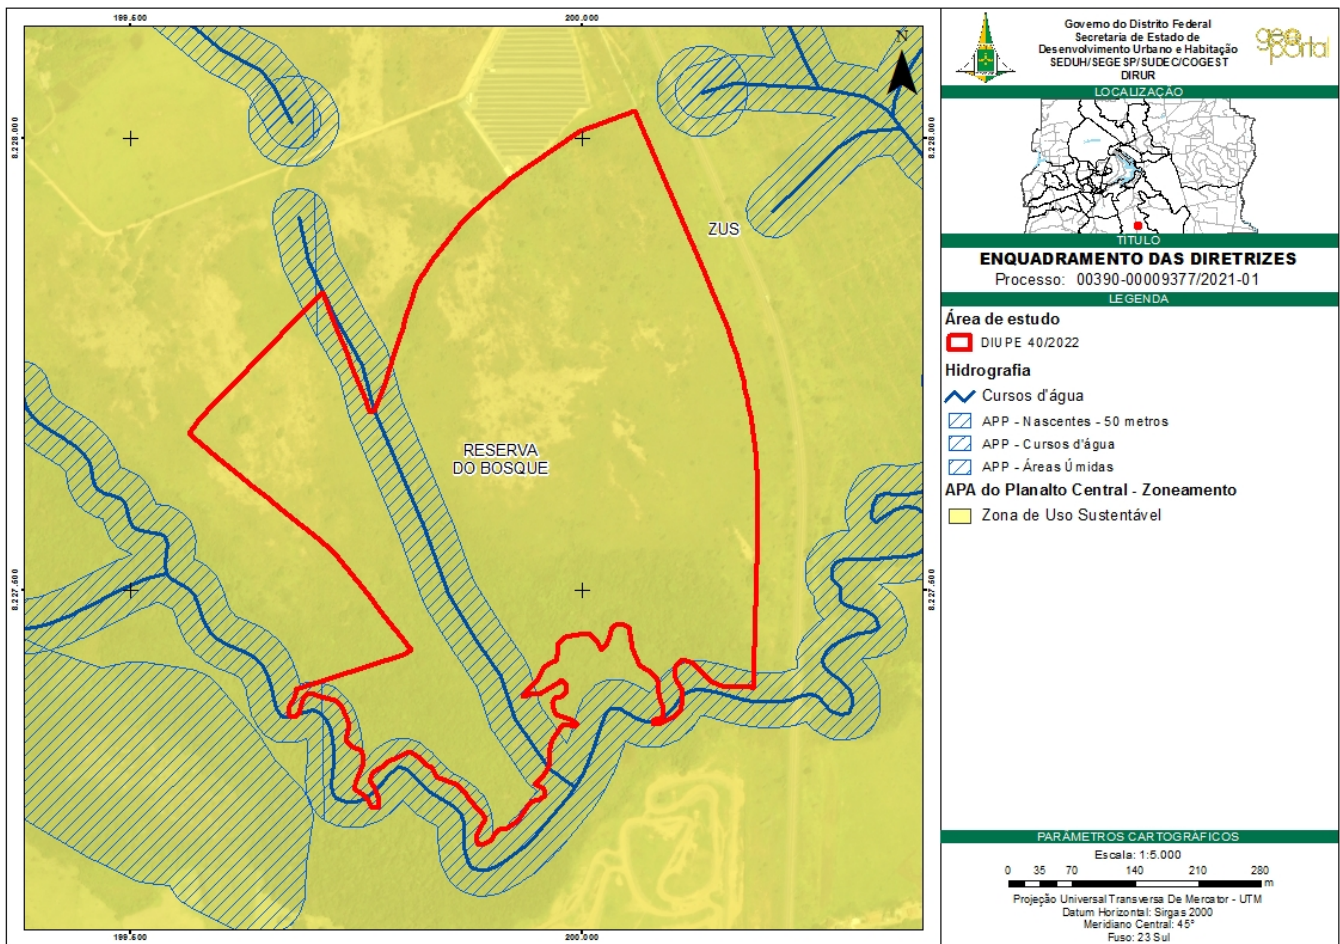 199.500
200.000
N
8.228.000
8.228.000
ZUS
RESERVA
DO BOSQUE
8.227.500
8.227.500
199.500
200.000
Governo do Distrito Federal
Secretaria de Estado de
Desenvolvimento Urbano e Habitação
SEDUH/SEGESP/SUDEC/COGEST
DIRUR
geo
portal
LOCALIZAÇÃO
TITULO
ENQUADRAMENTO DAS DIRETRIZES
Processo: 00390-00009377/2021-01
LEGENDA
Área de estudo
DIUPE 40/2022
Hidrografia
Cursos d'água
APP - Nascentes - 50 metros
APP - Cursos d'água
APP - Áreas Úmidas
APA do Planalto Central - Zoneamento
Zona de Uso Sustentável
PARÂMETROS CARTOGRÁFICOS
Escala: 1:5.000
0 35 70 140 210 280
m
Projeção Universal Transversa De Mercator - UTM
Datum Horizontal: Sirgas 2000
Meridiano Central: 45º
Fuso: 23 Sul